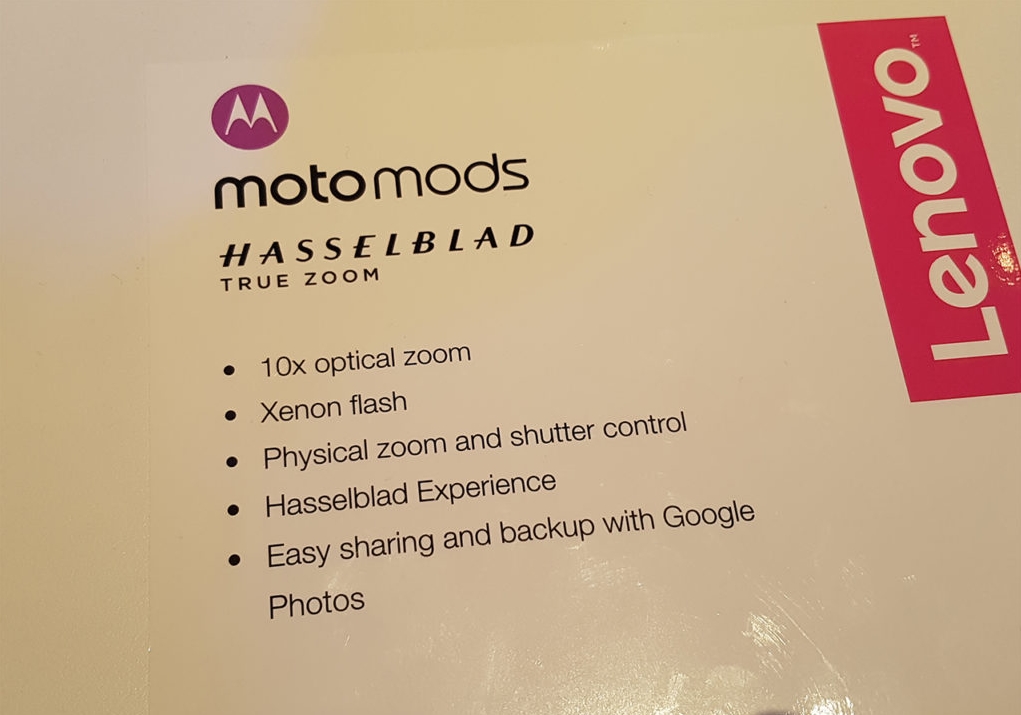 motomods
HASSELBLAD
TRUE ZOOM
• 10x optical zoom
• Xenon flash
• Physical zoom and shutter control
• Hasselblad Experience
• Easy sharing and backup with Google
Photos
Lenovo™